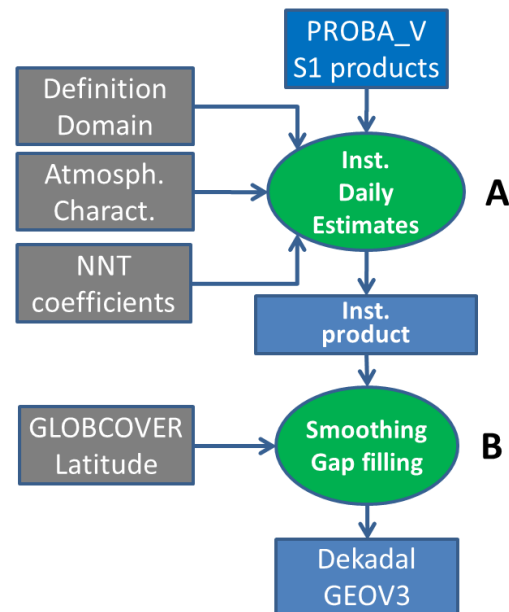 PROBA_V
S1 products
Definition
Domain
Atmosph.
Charact.
NNT
coefficients
Inst.
Daily
Estimates
A
Inst.
product
GLOBCOVER
Latitude
Smoothing
Gap filling
B
Dekadal
GEOV3